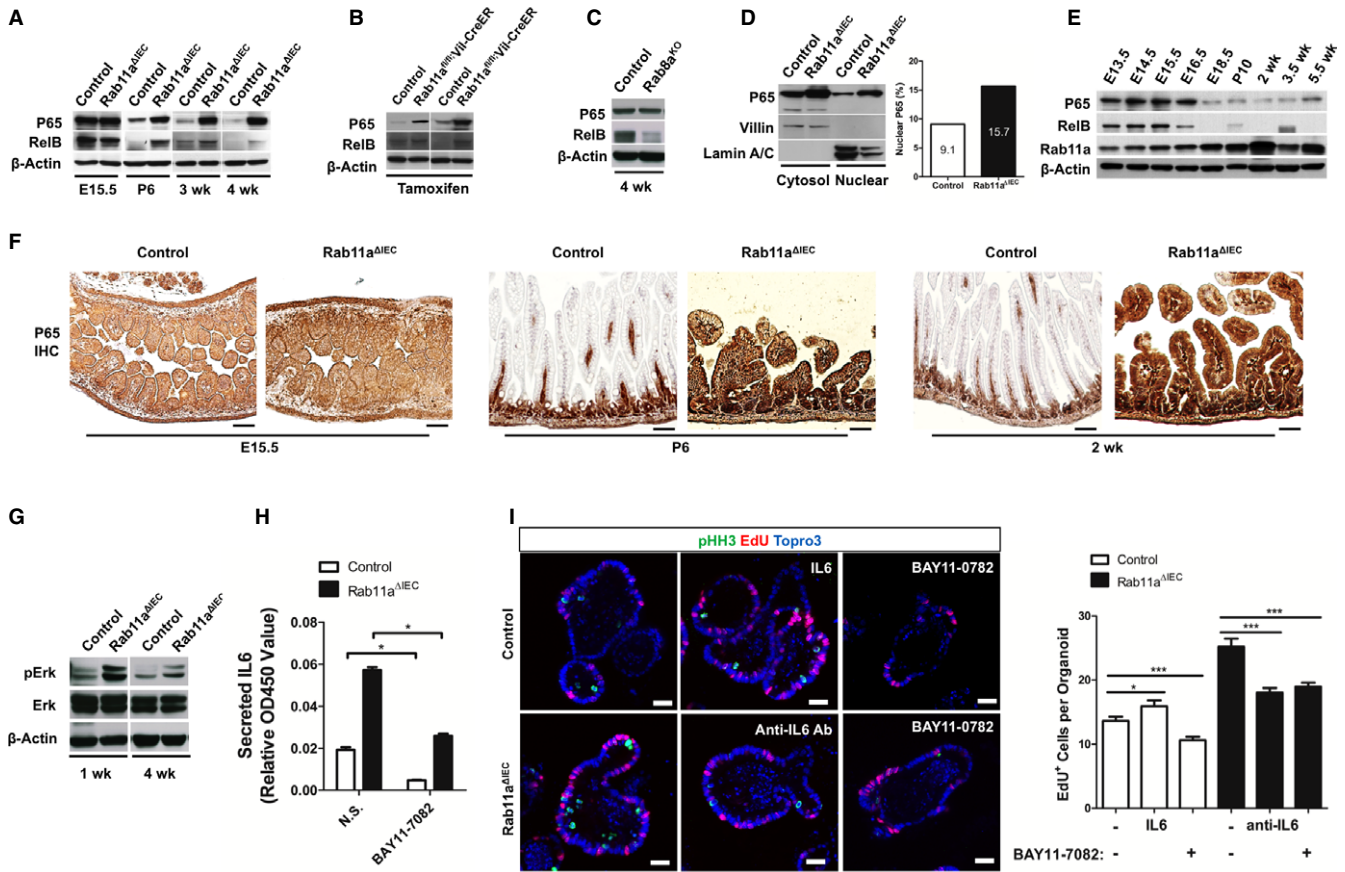 A
Control
Rab11aΔIEC
Control
Rab11aΔIEC
Control
Rab11aΔIEC
Control
Rab11aΔIEC
P65
RelB
β-Actin
E15.5 P6 3 wk 4 wk
B
Control
Rab11afl/fl;Vil-CreER
Control
Rab11afl/fl;Vil-CreER
P65
RelB
β-Actin
Tamoxifen
C
Control
Rab8aKO
P65
RelB
β-Actin
4 wk
D
Control
Rab11aΔIEC
Control
Rab11aΔIEC
P65
Villin
Lamin A/C
Cytosol Nuclear
Nuclear P65 (%)
20
15
10
5
0
9.1
15.7
Control Rab11aΔIEC
E
E13.5
E14.5
E15.5
E16.5
E18.5
P10
2 wk
3.5 wk
5.5 wk
P65
RelB
Rab11a
β-Actin
F
Control Rab11aΔIEC Control Rab11aΔIEC Control Rab11aΔIEC
P65
IHC
E15.5 P6 2 wk
G
Control
Rab11aΔIEC
Control
Rab11aΔIEC
pErk
Erk
β-Actin
1 wk 4 wk
H
Control
Rab11aΔIEC
Secreted IL6
(Relative OD450 Value)
0.08
0.06
0.04
0.02
0.00
*
*
N.S.
BAY11-7082
I
pHH3 EdU Topro3
Control
IL6
BAY11-0782
Rab11aΔIEC
Anti-IL6 Ab
BAY11-0782
Control
Rab11aΔIEC
EdU+ Cells per Organoid
30
20
10
0
***
*
***
***
- IL6 - anti-IL6
BAY11-7082: - + - +